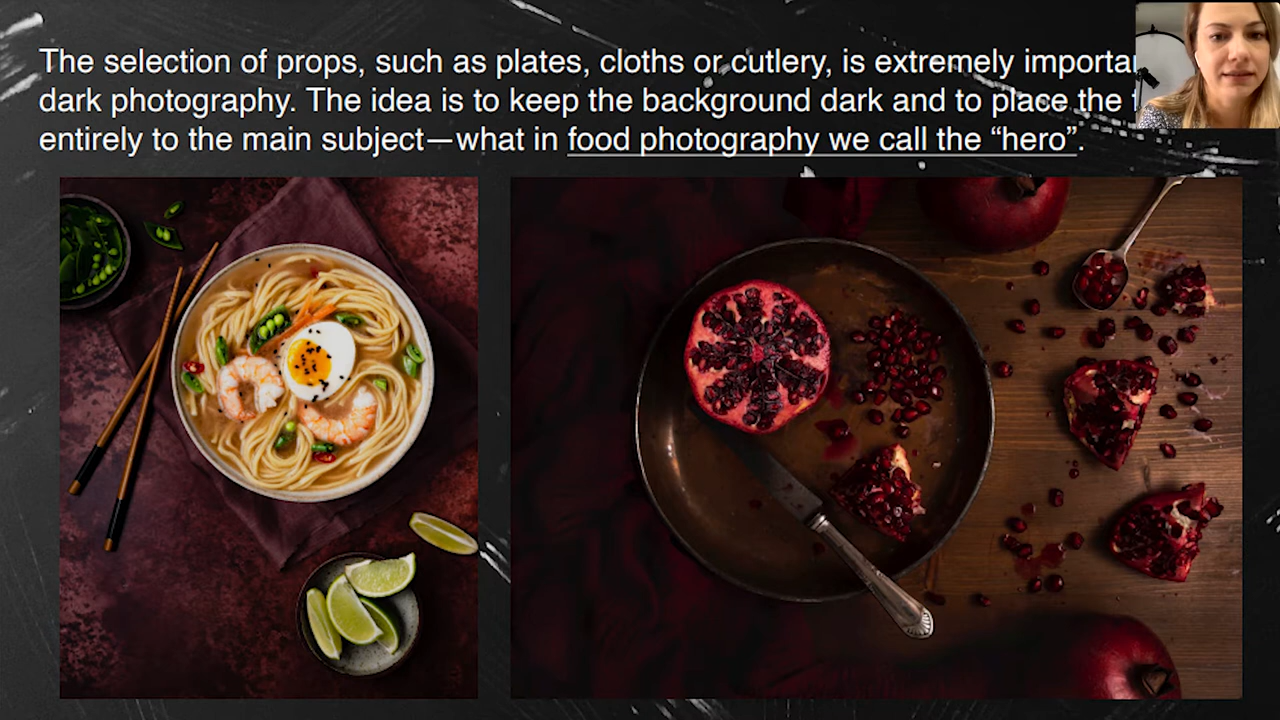 The selection of props, such as plates, cloths or cutlery, is extremely
dark photography. The idea is to keep the background dark and to place the
entirely to the main subject—what in food photography we call the “hero”.